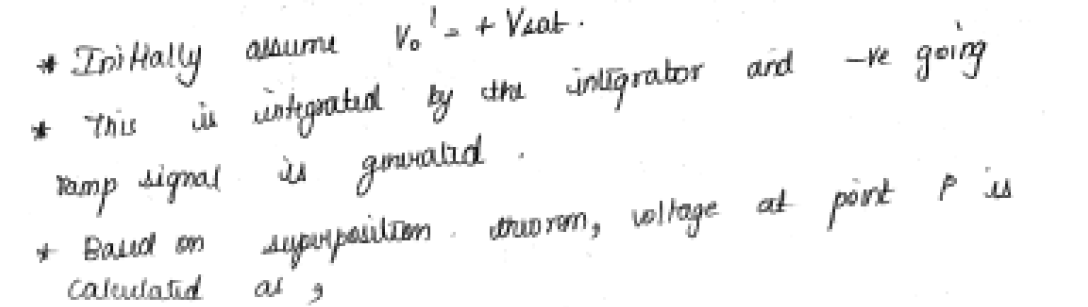 * Initially assume Vo' = + Vsat.
* This is integrated by the integrator and -ve going
ramp signal is generated.
* Based on superposition theorem, voltage at point P is
calculated as,